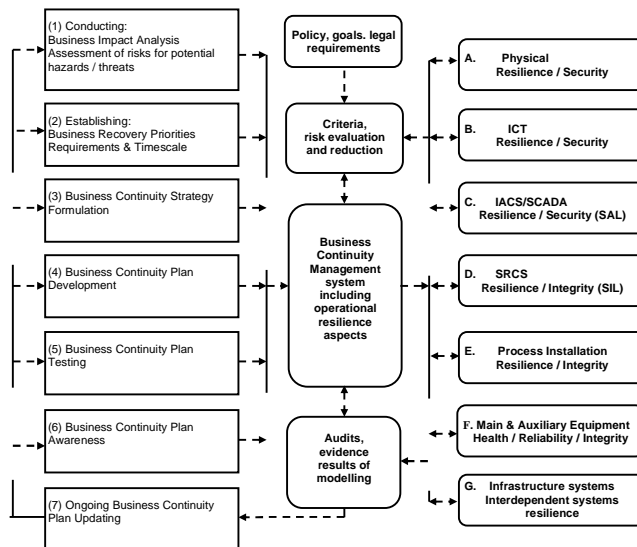 (1) Conducting:
Business Impact Analysis
Assessment of risks for potential
hazards / threats
(2) Establishing:
Business Recovery Priorities
Requirements & Timescale
(3) Business Continuity Strategy
Formulation
(4) Business Continuity Plan
Development
(5) Business Continuity Plan
Testing
(6) Business Continuity Plan
Awareness
(7) Ongoing Business Continuity
Plan Updating
Policy, goals. legal
requirements
Criteria,
risk evaluation
and reduction
Business
Continuity
Management
system
including
operational
resilience
aspects
Audits,
evidence
results of
modelling
A. Physical
Resilience / Security
B. ICT
Resilience / Security
C. IACS/SCADA
Resilience / Security (SAL)
D. SRCS
Resilience / Integrity (SIL)
E. Process Installation
Resilience / Integrity
F. Main & Auxiliary Equipment
Health / Reliability / Integrity
G. Infrastructure systems
Interdependent systems
resilience